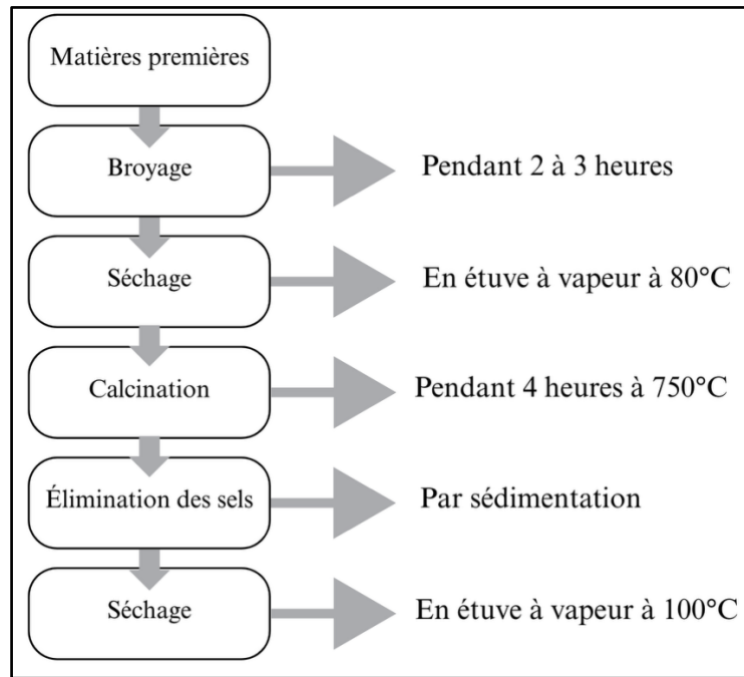 Matières premières
Broyage
Pendant 2 à 3 heures
Séchage
En étuve à vapeur à 80°C
Calcination
Pendant 4 heures à 750°C
Élimination des sels
Par sédimentation
Séchage
En étuve à vapeur à 100°C